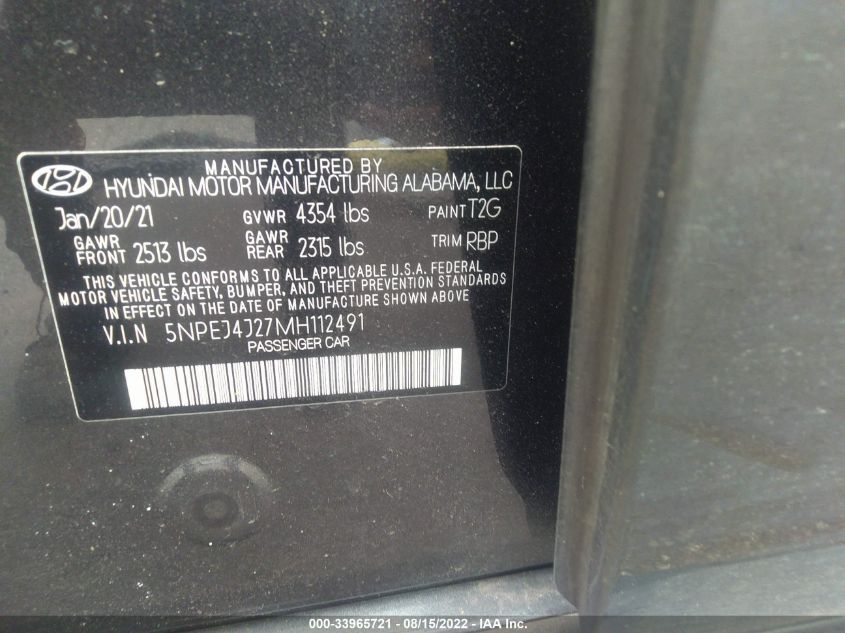 MANUFACTURED BY
HYUNDAI MOTOR MANUFACTURING ALABAMA, LLC
Jan/20/21 GVWR 4354 lbs PAINT T2G
GAWR FRONT 2513 lbs GAWR REAR 2315 lbs TRIM RBP
THIS VEHICLE CONFORMS TO ALL APPLICABLE U.S.A. FEDERAL
MOTOR VEHICLE SAFETY, BUMPER, AND THEFT PREVENTION STANDARDS
IN EFFECT ON THE DATE OF MANUFACTURE SHOWN ABOVE
V.I.N 5NPEJ4J27MH112491
PASSENGER CAR
000-33965721 - 08/15/2022 - IAA Inc.